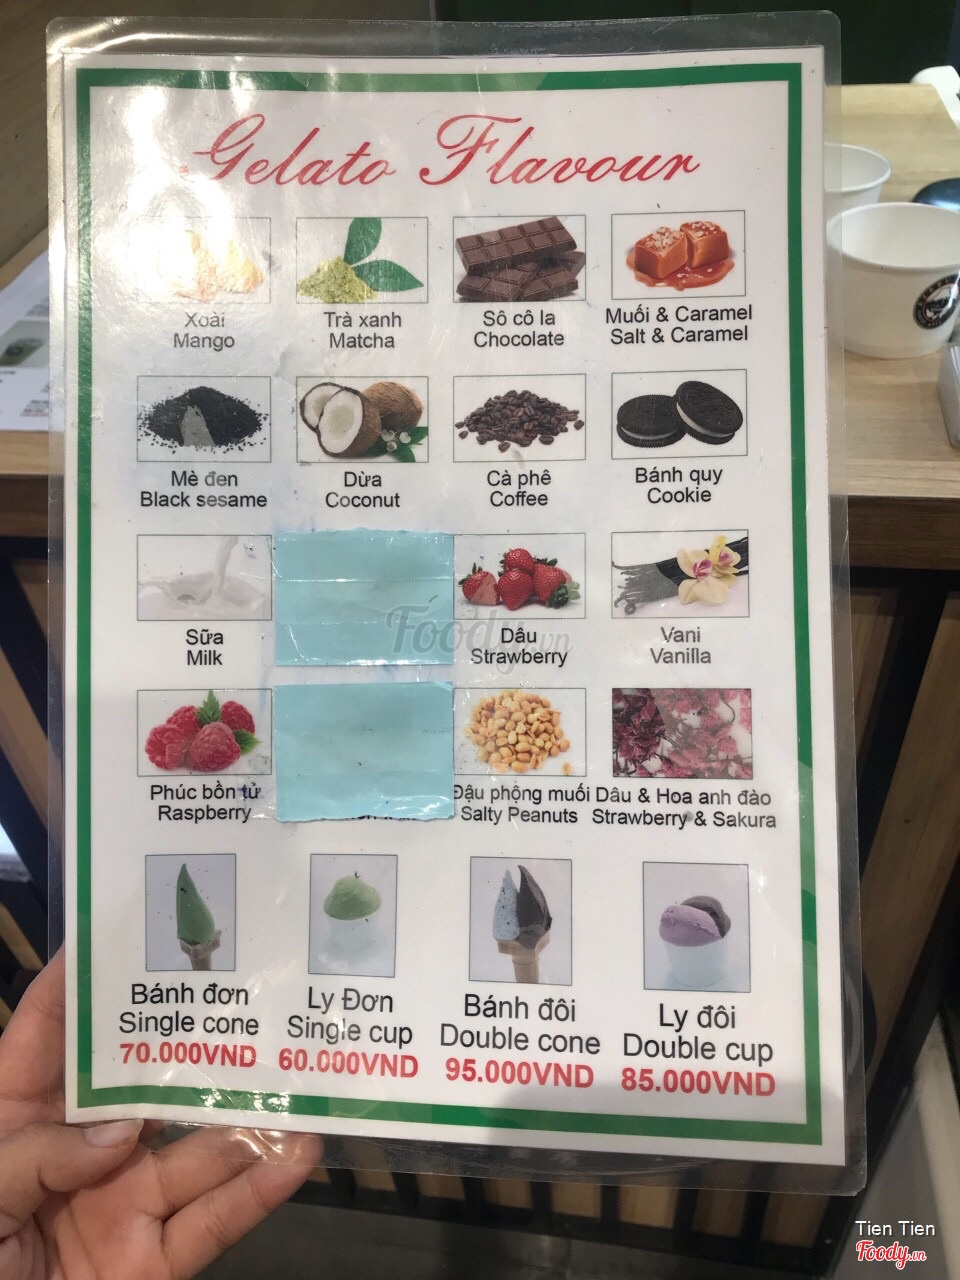 Gelato Flavour
Xoài
Mango
Trà xanh
Matcha
Sô cô la
Chocolate
Muối & Caramel
Salt & Caramel
Mè đen
Black sesame
Dừa
Coconut
Cà phê
Coffee
Bánh quy
Cookie
Sữa
Milk
Dâu
Strawberry
Vani
Vanilla
Phúc bồn tử
Raspberry
Đậu phộng muối
Salty Peanuts
Dâu & Hoa anh đào
Strawberry & Sakura
Bánh đơn
Single cone
70.000VND
Ly Đơn
Single cup
60.000VND
Bánh đôi
Double cone
95.000VND
Ly đôi
Double cup
85.000VND
Foody.vn
Tien Tien
Foody.vn